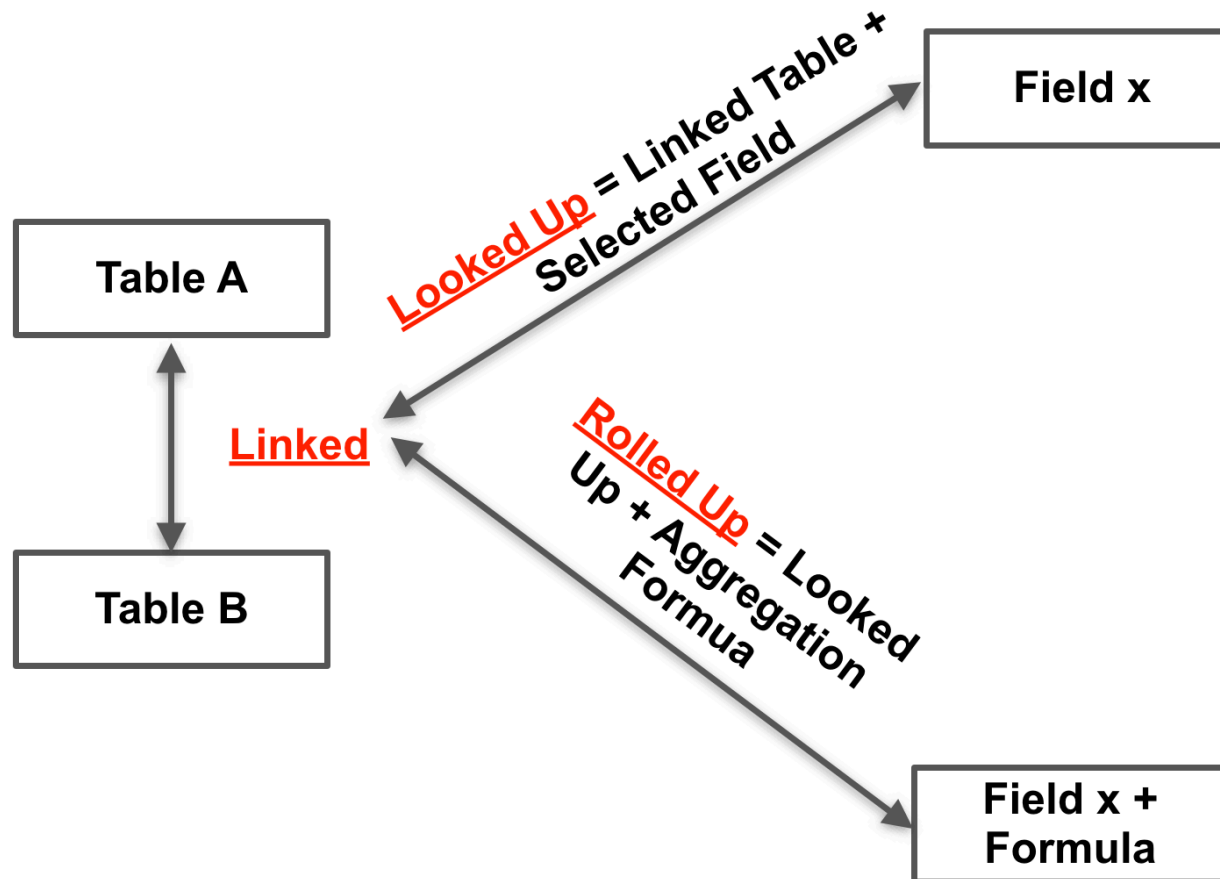 Table A
Table B
Linked
Looked Up = Linked Table +
Selected Field
Field x
Rolled Up = Looked
Up + Aggregation
Formua
Field x +
Formula